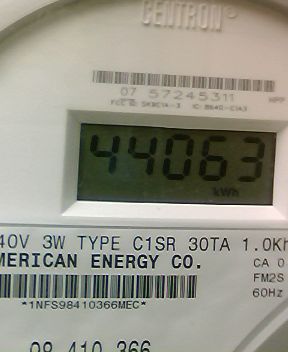 CENTRON®
07 57245311
44063
kWh
40V 3W TYPE C1SR 30TA 1.0Kh
MERICAN ENERGY CO.
CA 0
FM2S
60Hz
*1NFS98410366MEC*
98 410 366